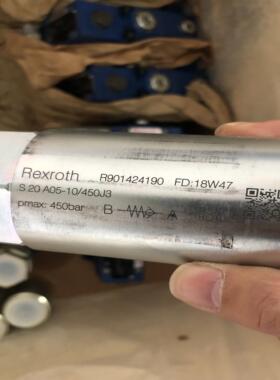 Rexroth R901424190 FD:18W47
S 20 A05-10/450J3
pmax: 450bar B A